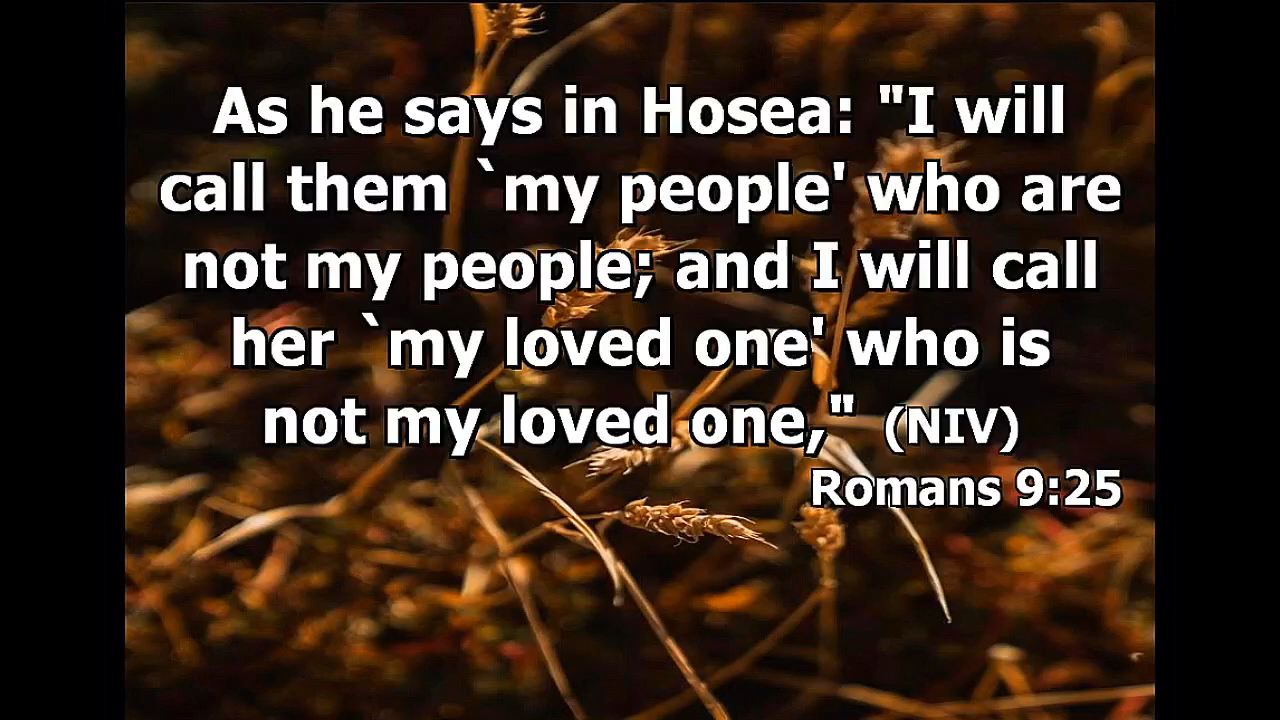 As he says in Hosea: "I will
call them `my people' who are
not my people; and I will call
her `my loved one' who is
not my loved one," (NIV)
Romans 9:25